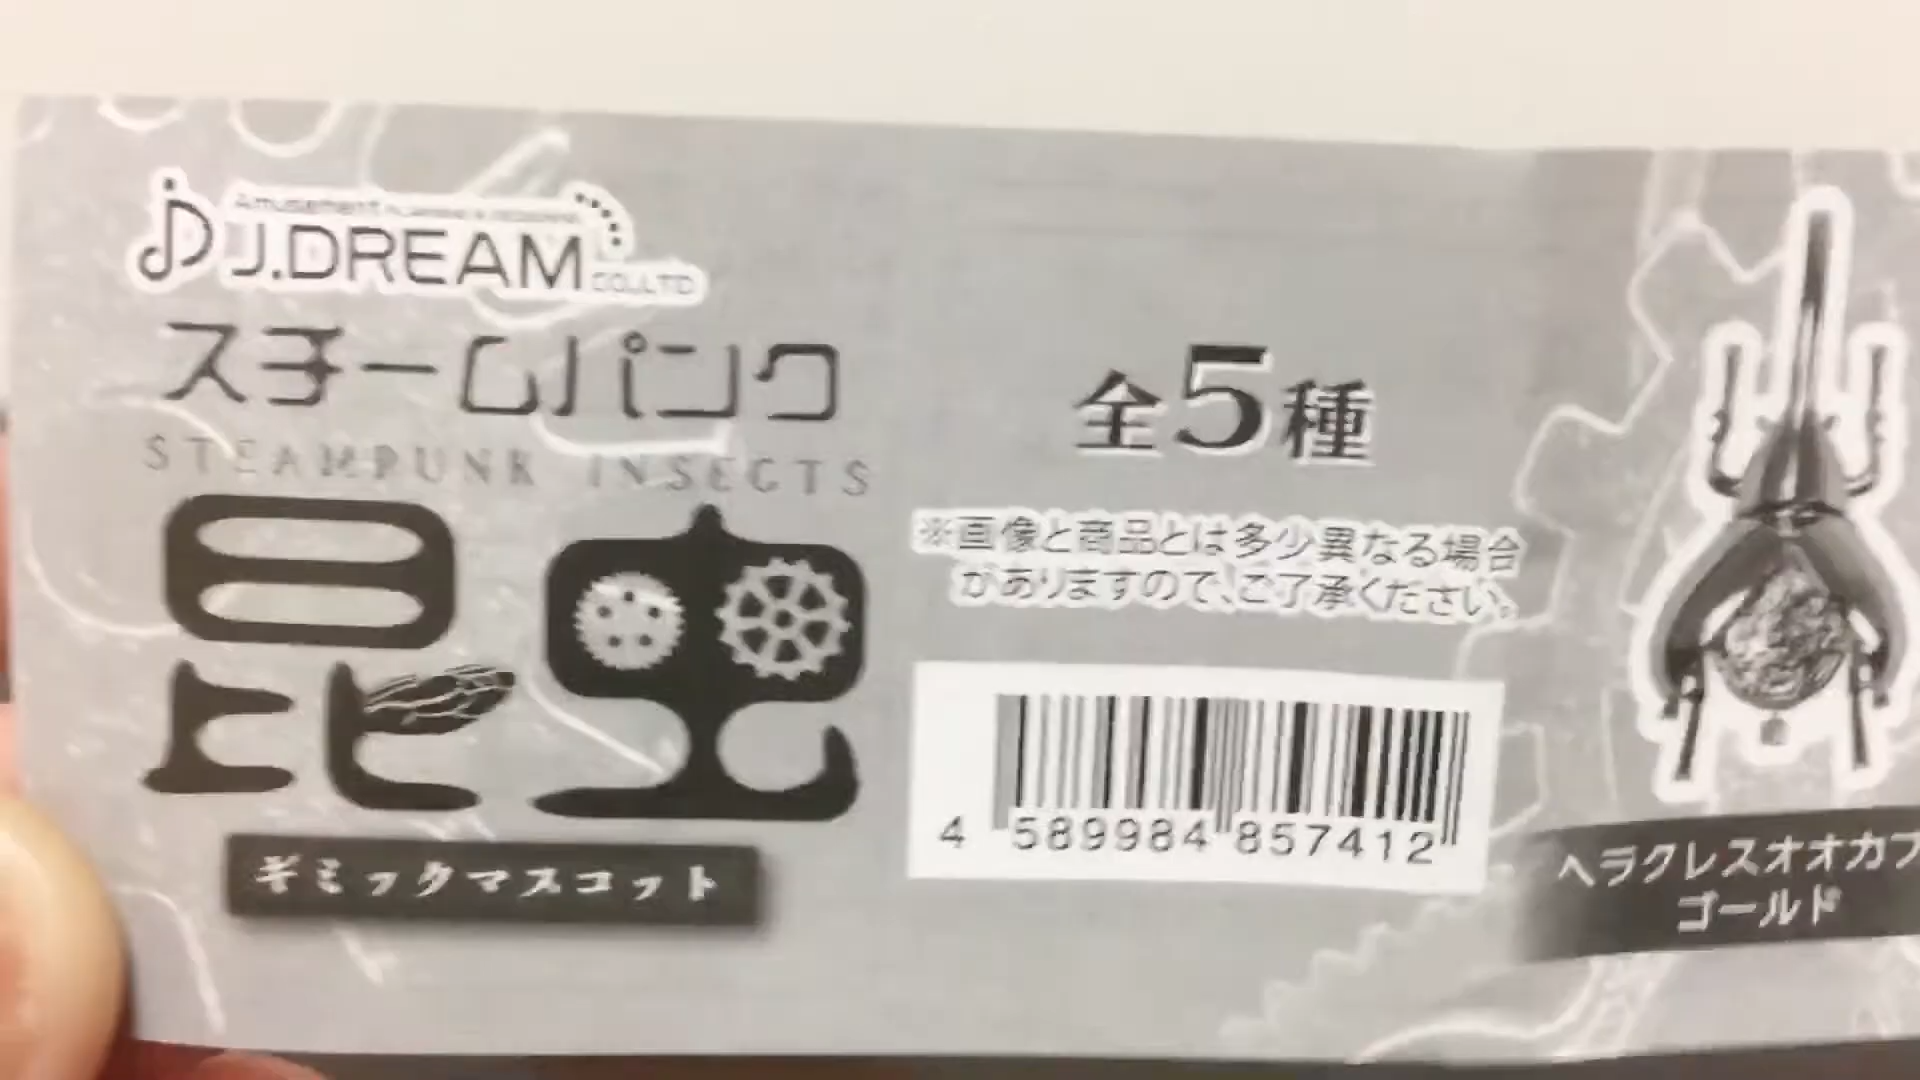 Amusement
J.DREAM CO.,LTD
スチームパンク
STEAMPUNK INSECTS
昆虫
ギミックマスコット
全5種
※画像と商品とは多少異なる場合
がありますので、ご了承ください。
4 589984 857412
ヘラクレスオオカブ
ゴールド